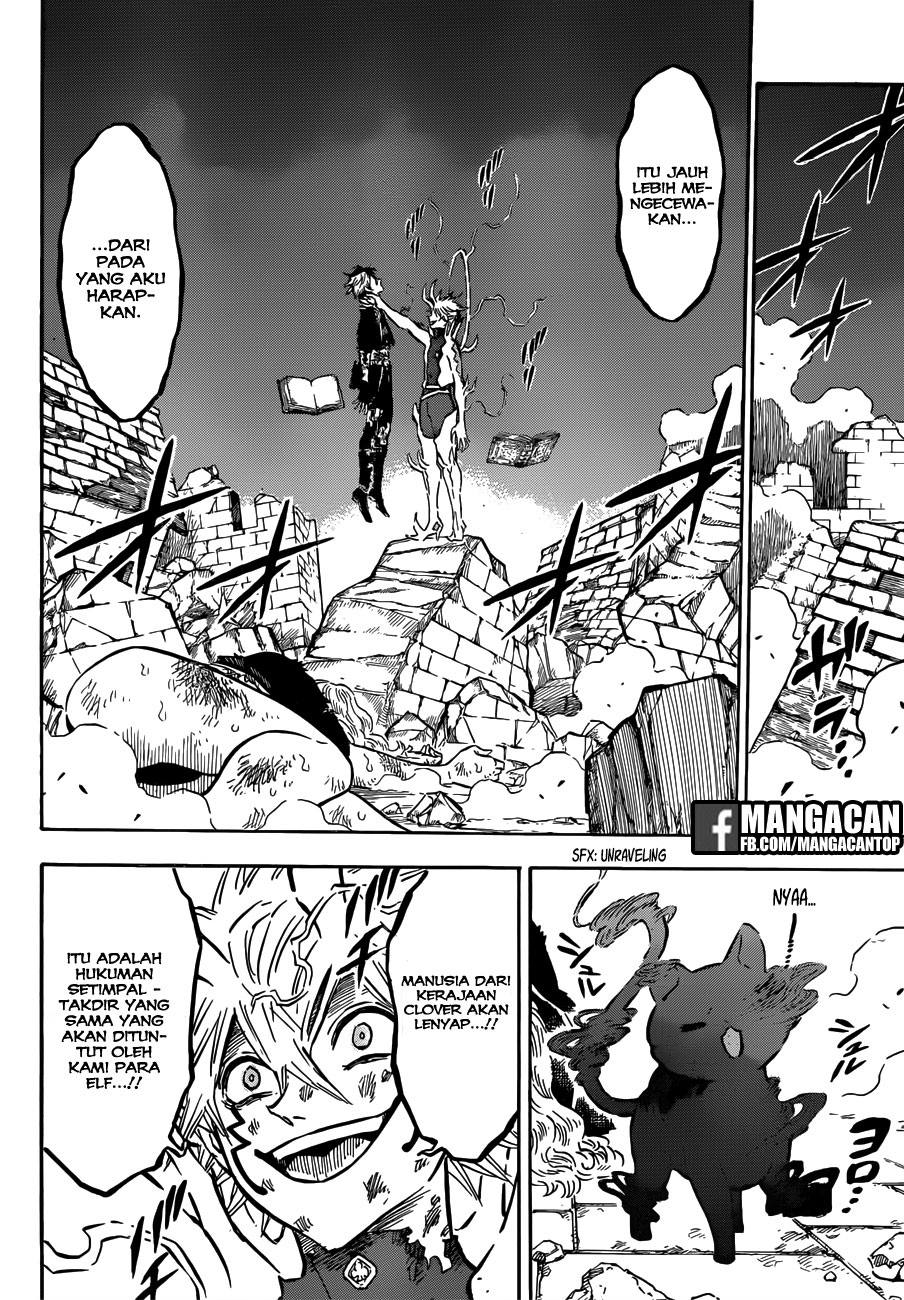 ITU JAUH
LEBIH ME-
NGECEWA-
KAN...
...DARI
PADA
YANG AKU
HARAP-
KAN.
MANGACAN
FB.COM/MANGACANTOP
SFX: UNRAVELING
NYAA...
ヨロ...
MANUSIA DARI
KERAJAAN
CLOVER AKAN
LENYAP...!!
ITU ADALAH
HUKUMAN
SETIMPAL -
TAKDIR YANG
SAMA YANG
AKAN DITUN-
TUT OLEH
KAMI PARA
ELF...!!